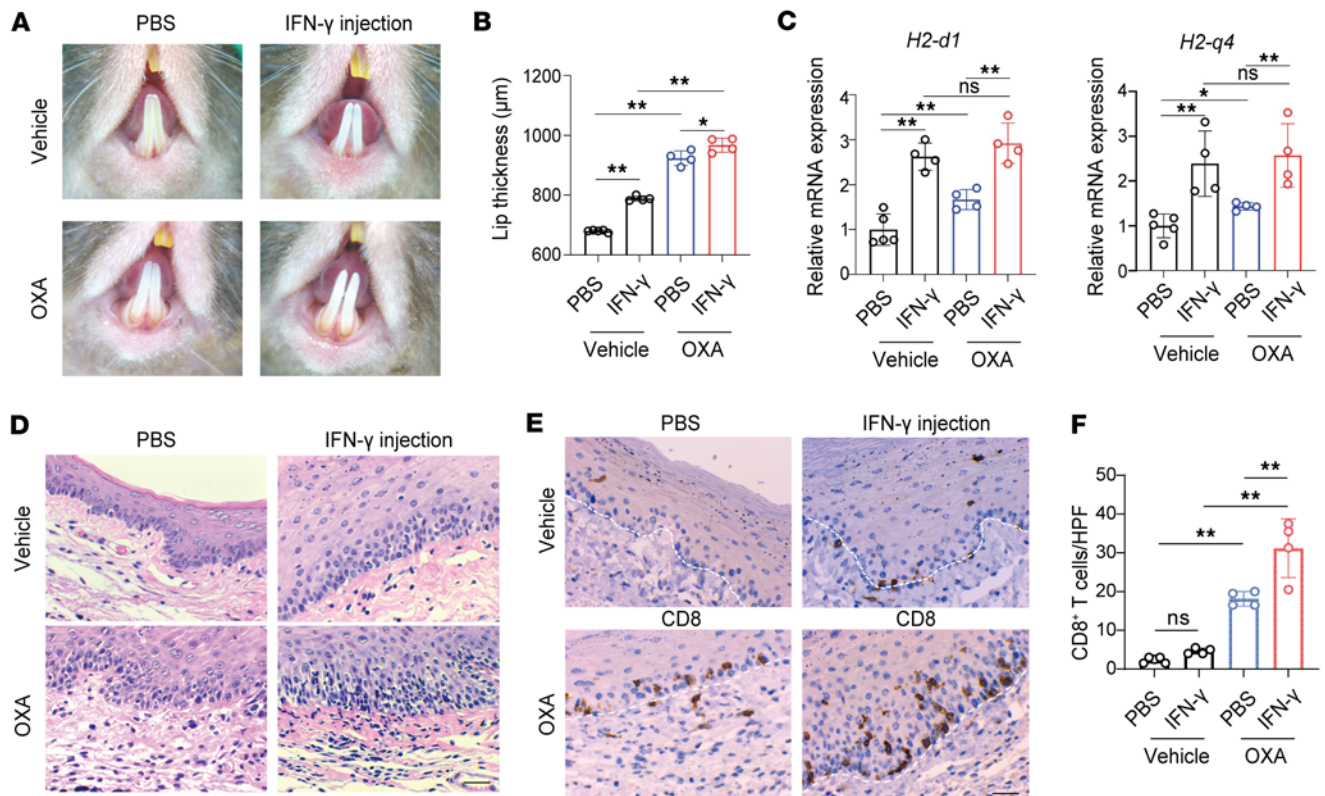 A
PBS
IFN-γ injection
Vehicle
OXA
B
Lip thickness (μm)
1200
1000
800
600
**
**
**
*
PBS
IFN-γ
PBS
IFN-γ
Vehicle
OXA
C
H2-d1
Relative mRNA expression
4
3
2
1
0
**
ns
**
**
PBS
IFN-γ
PBS
IFN-γ
Vehicle
OXA
H2-q4
Relative mRNA expression
4
3
2
1
0
**
ns
*
**
PBS
IFN-γ
PBS
IFN-γ
Vehicle
OXA
D
PBS
IFN-γ injection
Vehicle
OXA
E
PBS
IFN-γ injection
Vehicle
CD8
CD8
OXA
F
CD8⁺ T cells/HPF
50
40
30
20
10
0
**
**
**
ns
PBS
IFN-γ
PBS
IFN-γ
Vehicle
OXA